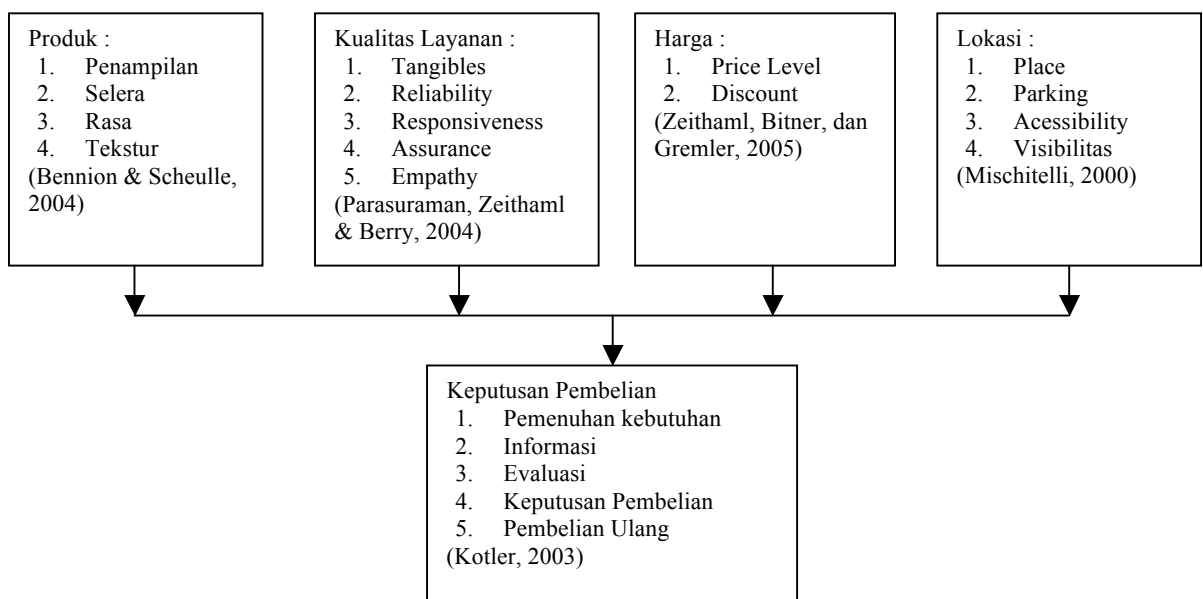 Produk :
1. Penampilan
2. Selera
3. Rasa
4. Tekstur
(Bennion & Scheulle,
2004)
Kualitas Layanan :
1. Tangibles
2. Reliability
3. Responsiveness
4. Assurance
5. Empathy
(Parasuraman, Zeithaml
& Berry, 2004)
Harga :
1. Price Level
2. Discount
(Zeithaml, Bitner, dan
Gremler, 2005)
Lokasi :
1. Place
2. Parking
3. Acessibility
4. Visibilitas
(Mischitelli, 2000)
Keputusan Pembelian
1. Pemenuhan kebutuhan
2. Informasi
3. Evaluasi
4. Keputusan Pembelian
5. Pembelian Ulang
(Kotler, 2003)